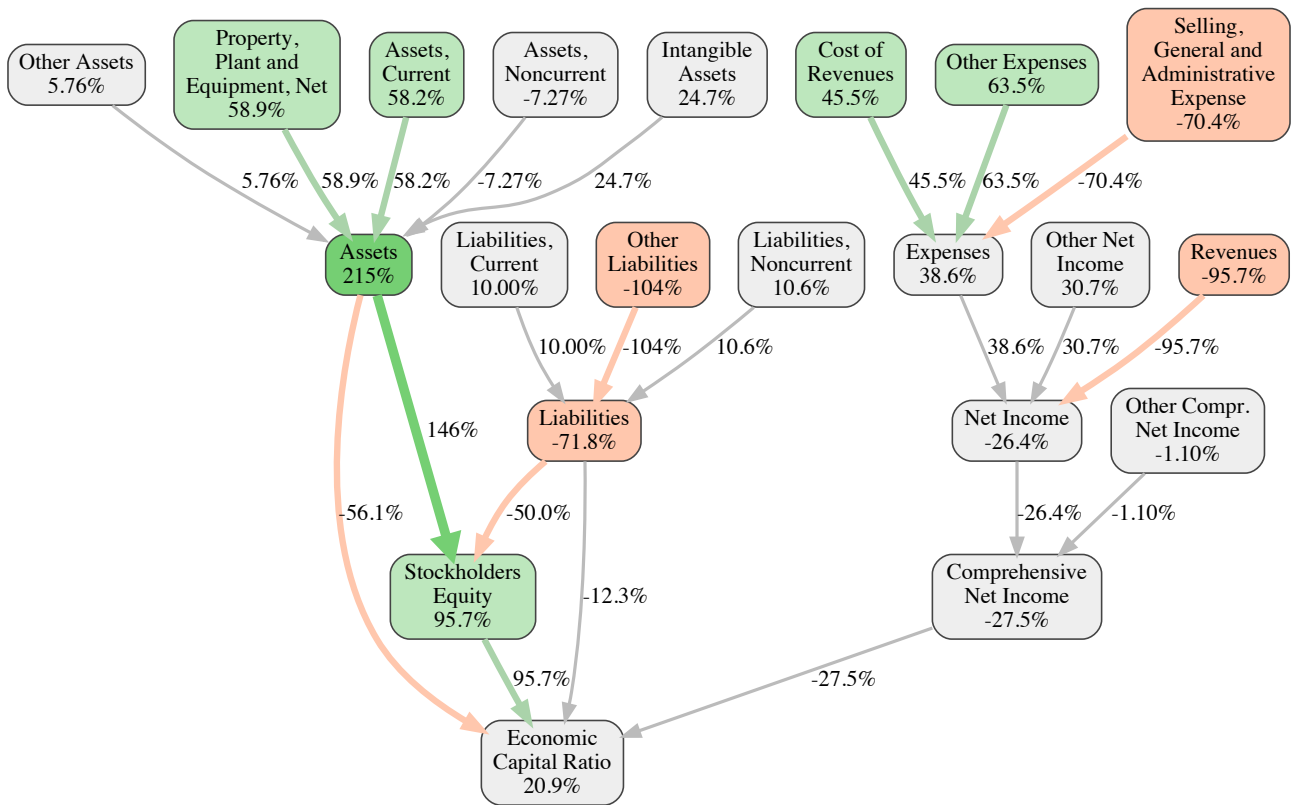 Other Assets
5.76%
Property,
Plant and
Equipment, Net
58.9%
Assets,
Current
58.2%
Assets,
Noncurrent
-7.27%
Intangible
Assets
24.7%
Cost of
Revenues
45.5%
Other Expenses
63.5%
Selling,
General and
Administrative
Expense
-70.4%
5.76%
58.9%
58.2%
-7.27%
24.7%
45.5%
63.5%
-70.4%
Assets
215%
Liabilities,
Current
10.00%
Other
Liabilities
-104%
Liabilities,
Noncurrent
10.6%
Expenses
38.6%
Other Net
Income
30.7%
Revenues
-95.7%
10.00%
-104%
10.6%
38.6%
30.7%
-95.7%
146%
Liabilities
-71.8%
Net Income
-26.4%
Other Compr.
Net Income
-1.10%
-56.1%
-50.0%
-26.4%
-1.10%
Stockholders
Equity
95.7%
-12.3%
Comprehensive
Net Income
-27.5%
95.7%
-27.5%
Economic
Capital Ratio
20.9%